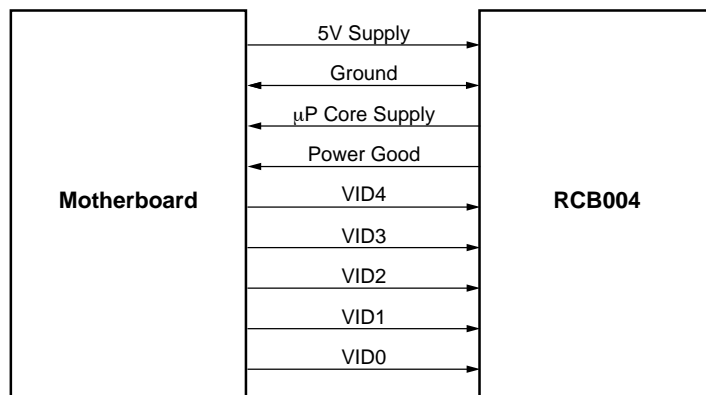 5V Supply
Ground
μP Core Supply
Power Good
Motherboard
VID4
RCB004
VID3
VID2
VID1
VID0